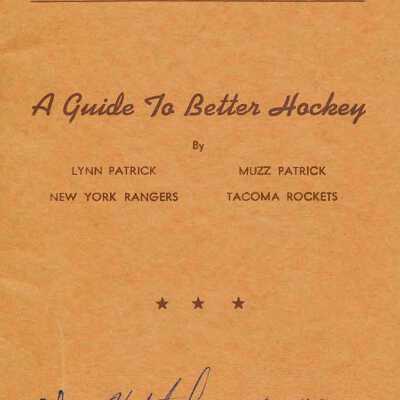 A Guide To Better Hockey
By
LYNN PATRICK MUZZ PATRICK
NEW YORK RANGERS TACOMA ROCKETS